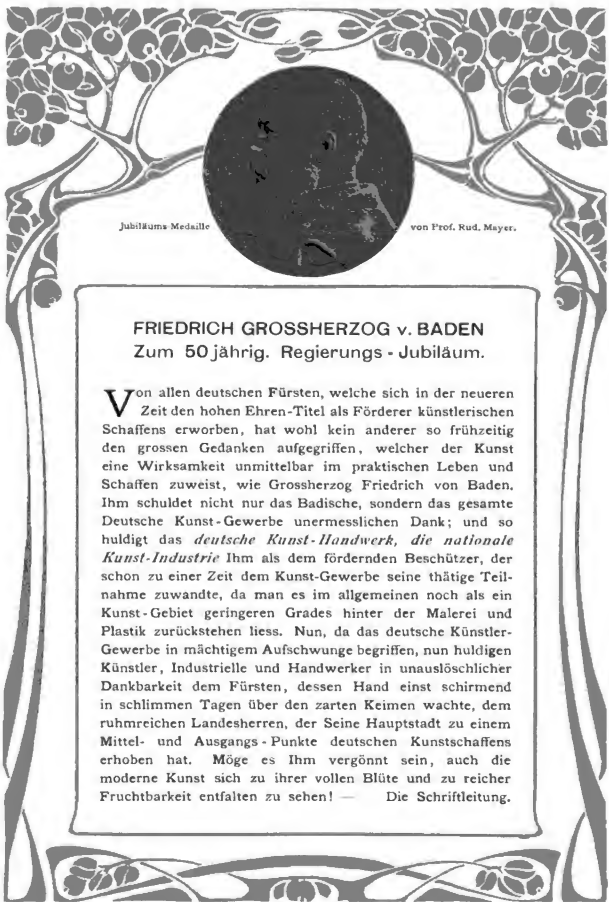 Jubiläums-Medaille von Prof. Rud. Mayer.
FRIEDRICH GROSSHERZOG v. BADEN
Zum 50 jährig. Regierungs - Jubiläum.
Von allen deutschen Fürsten, welche sich in der neueren
Zeit den hohen Ehren-Titel als Förderer künstlerischen
Schaffens erworben, hat wohl kein anderer so frühzeitig
den grossen Gedanken aufgegriffen, welcher der Kunst
eine Wirksamkeit unmittelbar im praktischen Leben und
Schaffen zuweist, wie Grossherzog Friedrich von Baden.
Ihm schuldet nicht nur das Badische, sondern das gesamte
Deutsche Kunst-Gewerbe unermesslichen Dank; und so
huldigt das deutsche Kunst-Handwerk, die nationale
Kunst-Industrie Ihm als dem fördernden Beschützer, der
schon zu einer Zeit dem Kunst-Gewerbe seine thätige Teil-
nahme zuwandte, da man es im allgemeinen noch als ein
Kunst-Gebiet geringeren Grades hinter der Malerei und
Plastik zurückstehen liess. Nun, da das deutsche Künstler-
Gewerbe in mächtigem Aufschwunge begriffen, nun huldigen
Künstler, Industrielle und Handwerker in unauslöschlicher
Dankbarkeit dem Fürsten, dessen Hand einst schirmend
in schlimmen Tagen über den zarten Keimen wachte, dem
ruhmreichen Landesherren, der Seine Hauptstadt zu einem
Mittel- und Ausgangs-Punkte deutschen Kunstschaffens
erhoben hat. Möge es Ihm vergönnt sein, auch die
moderne Kunst sich zu ihrer vollen Blüte und zu reicher
Fruchtbarkeit entfalten zu sehen! — Die Schriftleitung.